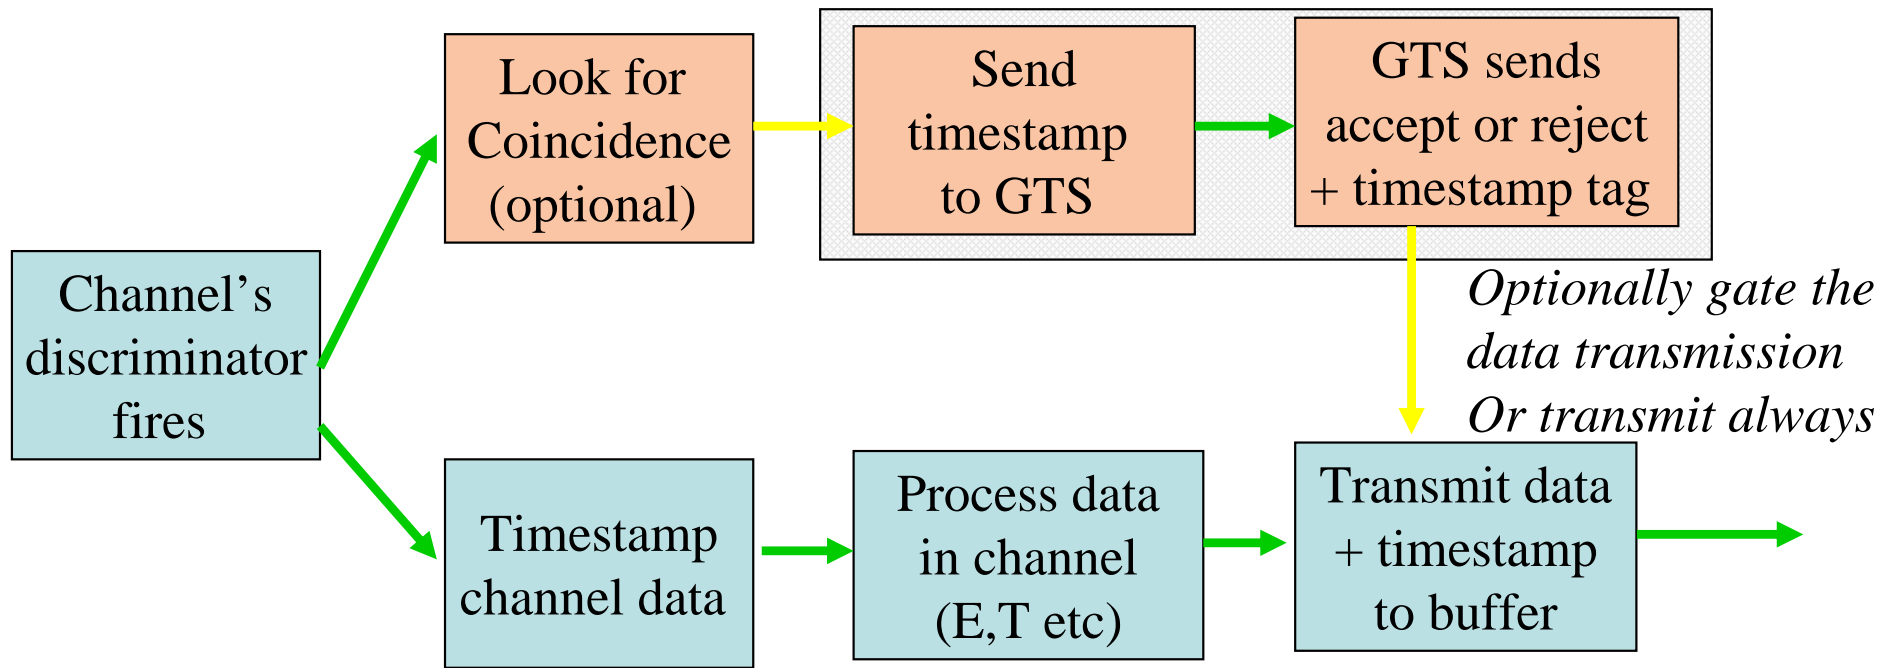 Look for
Coincidence
(optional)
Send
timestamp
to GTS
GTS sends
accept or reject
+ timestamp tag
Channel’s
discriminator
fires
Optionally gate the
data transmission
Or transmit always
Timestamp
channel data
Process data
in channel
(E,T etc)
Transmit data
+ timestamp
to buffer